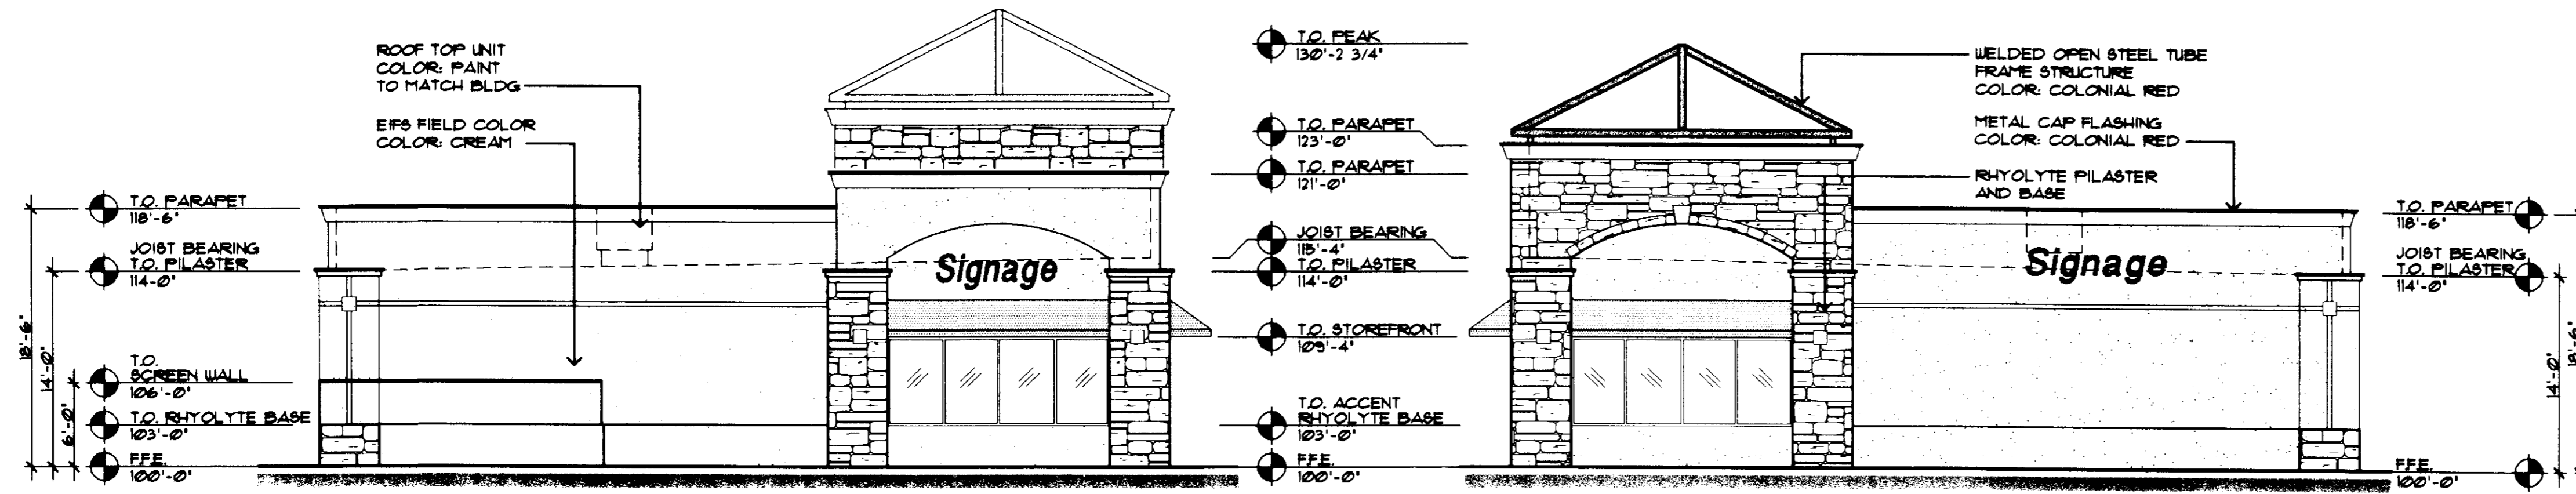 ROOF TOP UNIT
COLOR: PAINT
TO MATCH BLDG
EIFS FIELD COLOR
COLOR: CREAM
T.O. PARAPET
118'-6"
JOIST BEARING
T.O. PILASTER
114'-0"
T.O.
SCREEN WALL
106'-0"
T.O. RHYOLYTE BASE
103'-0"
F.F.E.
100'-0"
18'-6"
14'-0"
6'-0"
Signage
T.O. PEAK
130'-2 3/4"
T.O. PARAPET
123'-0"
T.O. PARAPET
121'-0"
JOIST BEARING
115'-4"
T.O. PILASTER
114'-0"
T.O. STOREFRONT
109'-4"
T.O. ACCENT
RHYOLYTE BASE
103'-0"
F.F.E.
100'-0"
WELDED OPEN STEEL TUBE
FRAME STRUCTURE
COLOR: COLONIAL RED
METAL CAP FLASHING
COLOR: COLONIAL RED
RHYOLYTE PILASTER
AND BASE
Signage
T.O. PARAPET
118'-6"
JOIST BEARING
T.O. PILASTER
114'-0"
F.F.E.
100'-0"
14'-0"
18'-6"